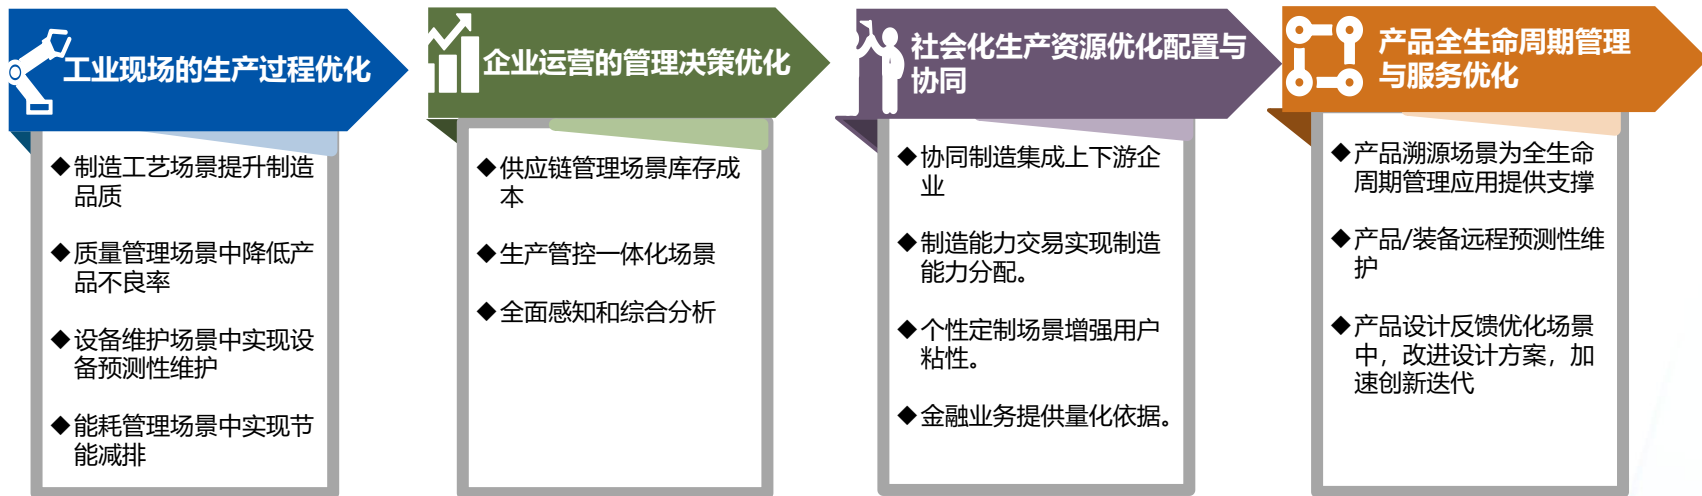 工业现场的生产过程优化
◆制造工艺场景提升制造
品质
◆质量管理场景中降低产
品不良率
◆设备维护场景中实现设
备预测性维护
◆能耗管理场景中实现节
能减排
企业运营的管理决策优化
◆供应链管理场景库存成
本
◆生产管控一体化场景
◆全面感知和综合分析
社会化生产资源优化配置与
协同
◆协同制造集成上下游企
业
◆制造能力交易实现制造
能力分配。
◆个性定制场景增强用户
粘性。
◆金融业务提供量化依据。
产品全生命周期管理
与服务优化
◆产品溯源场景为全生命
周期管理应用提供支撑
◆产品/装备远程预测性维
护
◆产品设计反馈优化场景
中，改进设计方案，加
速创新迭代